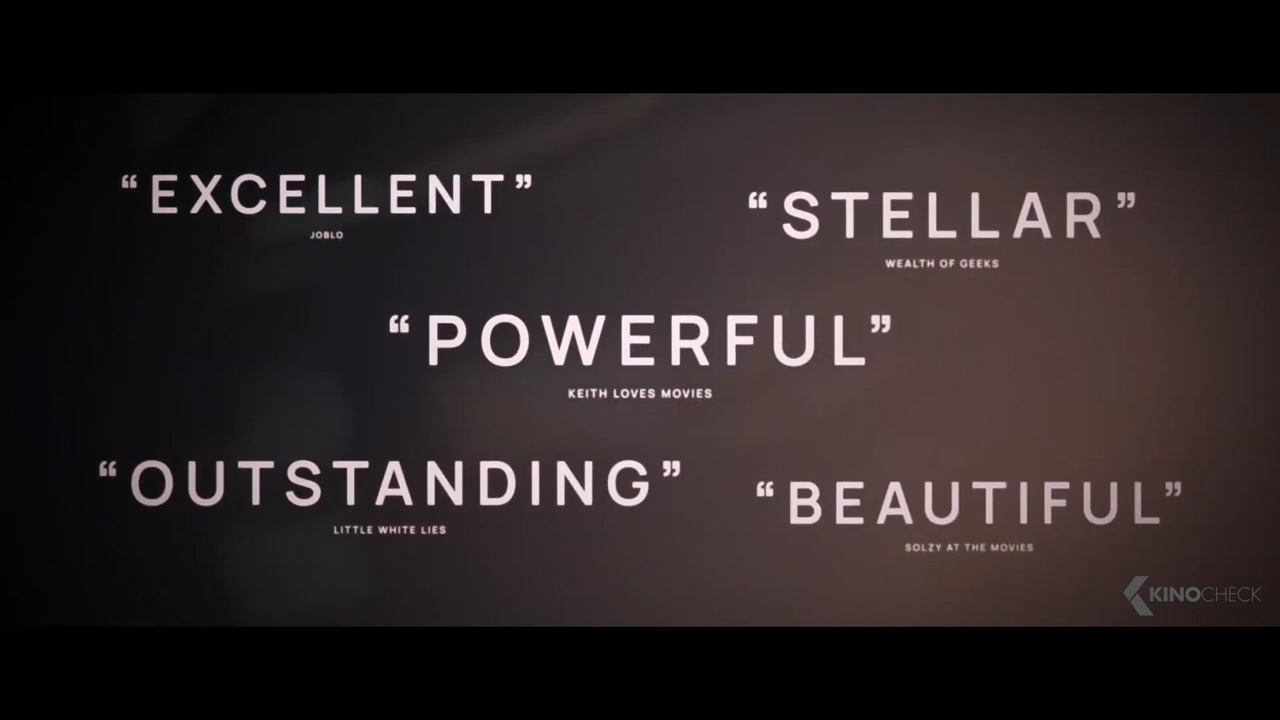 “EXCELLENT”
JOBLO
“STELLAR”
WEALTH OF GEEKS
“POWERFUL”
KEITH LOVES MOVIES
“OUTSTANDING”
LITTLE WHITE LIES
“BEAUTIFUL”
SOLZY AT THE MOVIES
KINOCHECK